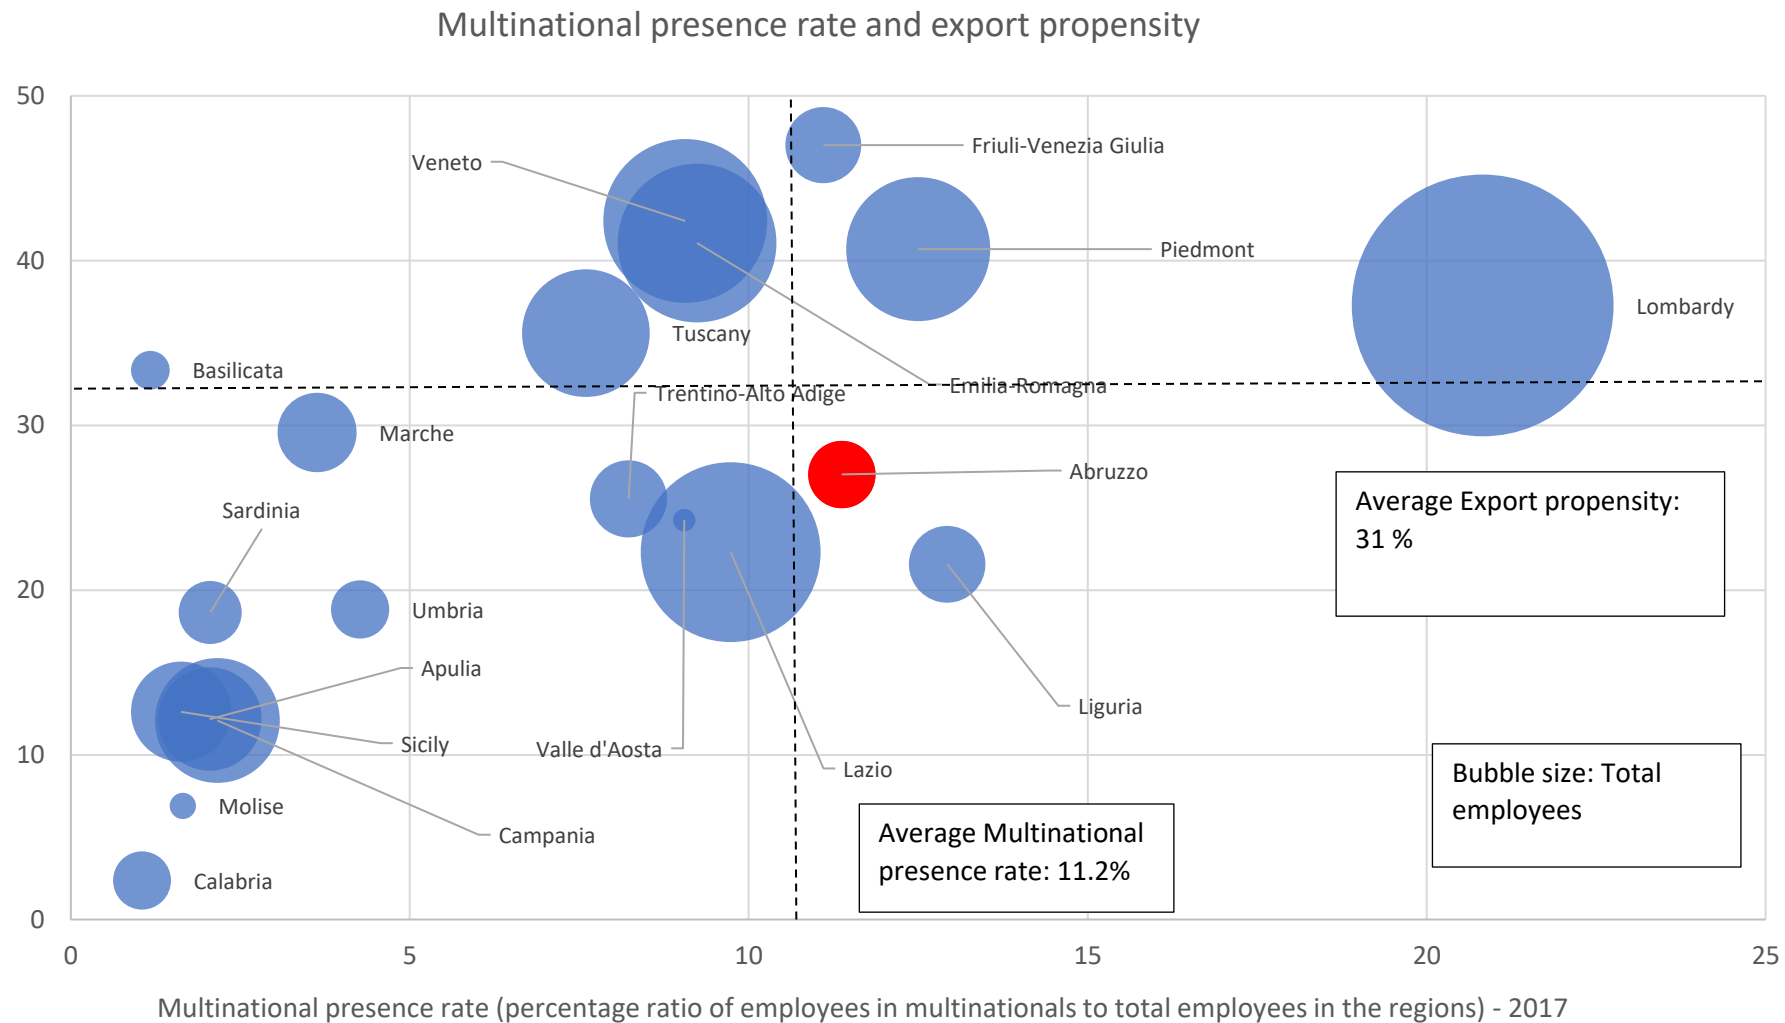 Multinational presence rate and export propensity
50
40
30
20
10
0
Friuli-Venezia Giulia
Veneto
Piedmont
Lombardy
Tuscany
Basilicata
Emilia-Romagna
Trentino-Alto Adige
Marche
Abruzzo
Average Export propensity:
31 %
Sardinia
Umbria
Apulia
Liguria
Sicily
Valle d'Aosta
Lazio
Bubble size: Total
employees
Molise
Campania
Average Multinational
presence rate: 11.2%
Calabria
0
5
10
15
20
25
Multinational presence rate (percentage ratio of employees in multinationals to total employees in the regions) - 2017